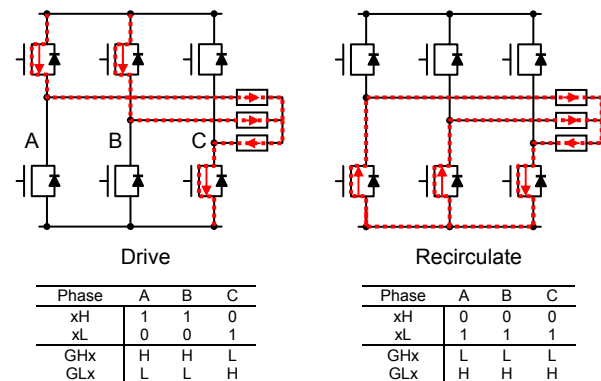 A B C
Drive
Recirculate
Phase A B C
xH 1 1 0
xL 0 0 1
GHx H H L
GLx L L H
Phase A B C
xH 0 0 0
xL 1 1 1
GHx L L L
GLx H H H